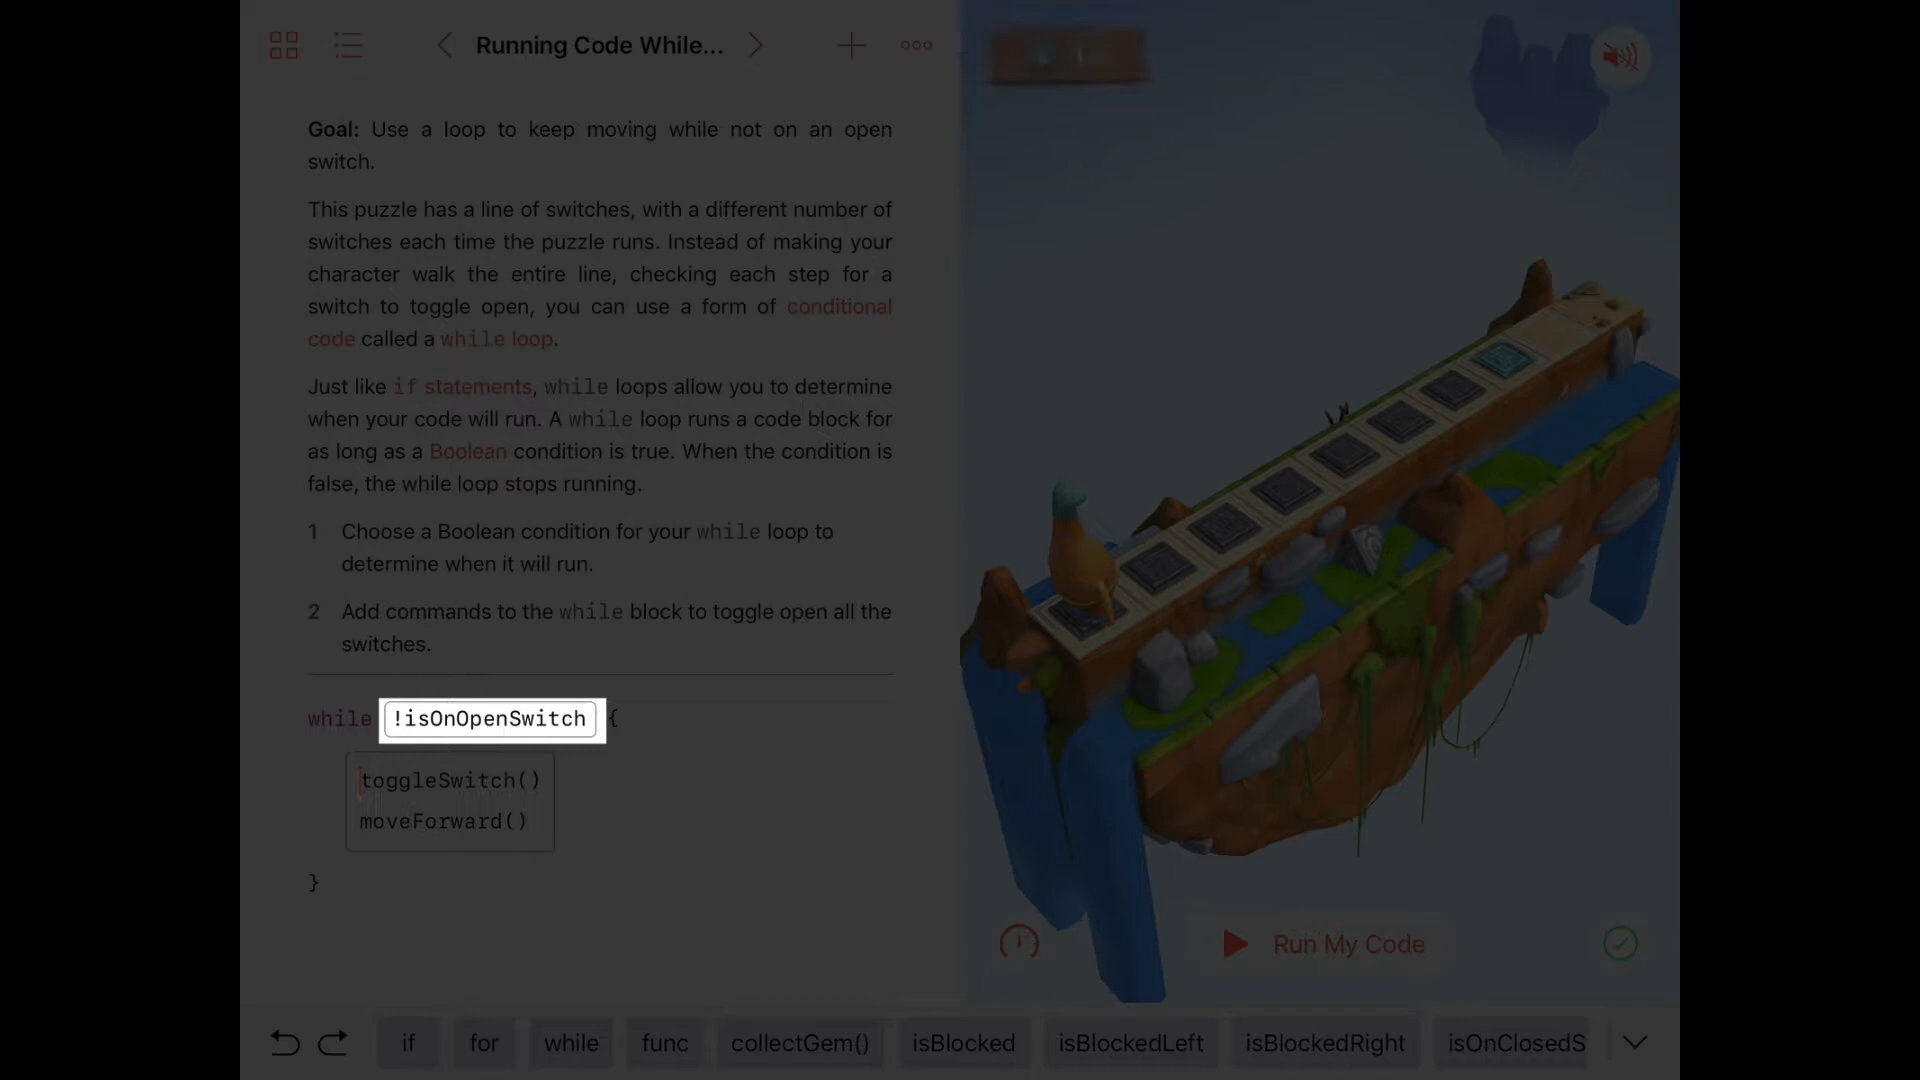 Running Code While...
Goal: Use a loop to keep moving while not on an open
switch.
This puzzle has a line of switches, with a different number of
switches each time the puzzle runs. Instead of making your
character walk the entire line, checking each step for a
switch to toggle open, you can use a form of conditional
code called a while loop.
Just like if statements, while loops allow you to determine
when your code will run. A while loop runs a code block for
as long as a Boolean condition is true. When the condition is
false, the while loop stops running.
1 Choose a Boolean condition for your while loop to
determine when it will run.
2 Add commands to the while block to toggle open all the
switches.
while !isOnOpenSwitch {
toggleSwitch()
moveForward()
}
Run My Code
if for while func collectGem() isBlocked isBlockedLeft isBlockedRight isOnClosedS